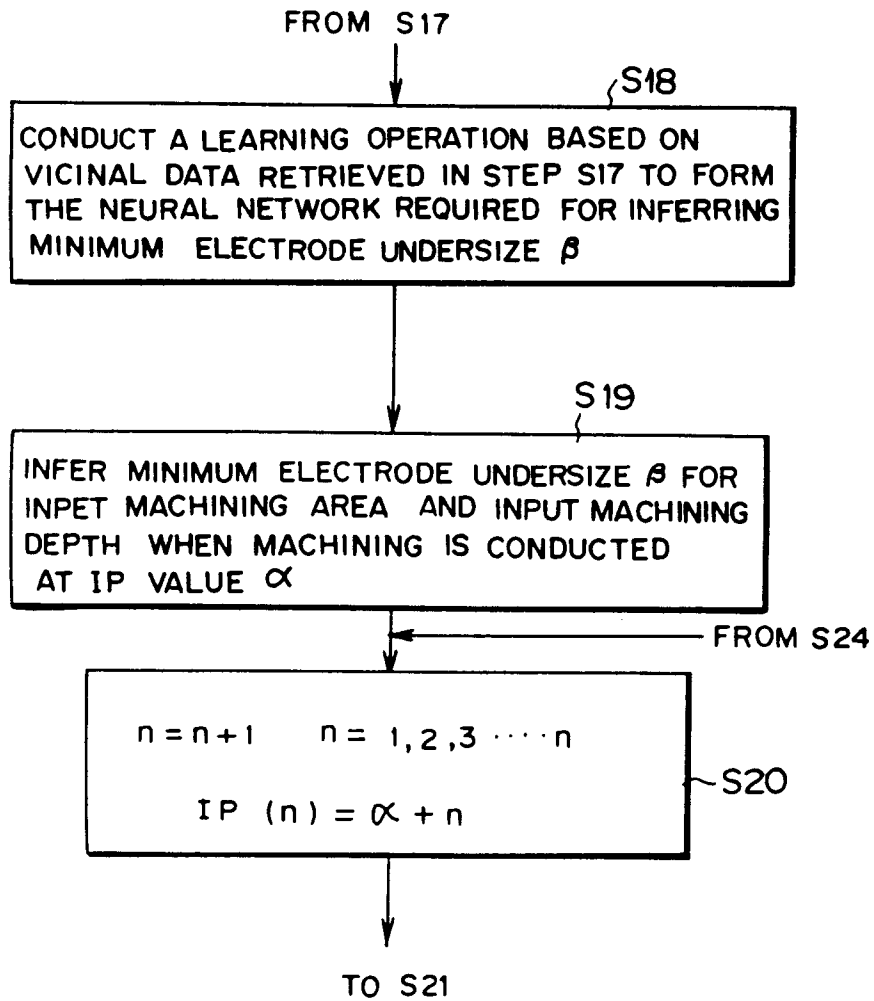 FROM S17
S18
CONDUCT A LEARNING OPERATION BASED ON
VICINAL DATA RETRIEVED IN STEP S17 TO FORM
THE NEURAL NETWORK REQUIRED FOR INFERRING
MINIMUM ELECTRODE UNDERSIZE β
S19
INFER MINIMUM ELECTRODE UNDERSIZE β FOR
INPET MACHINING AREA AND INPUT MACHINING
DEPTH WHEN MACHINING IS CONDUCTED
AT IP VALUE α
FROM S24
n = n + 1 n = 1, 2, 3 ····· n
S20
IP (n) = α + n
TO S21